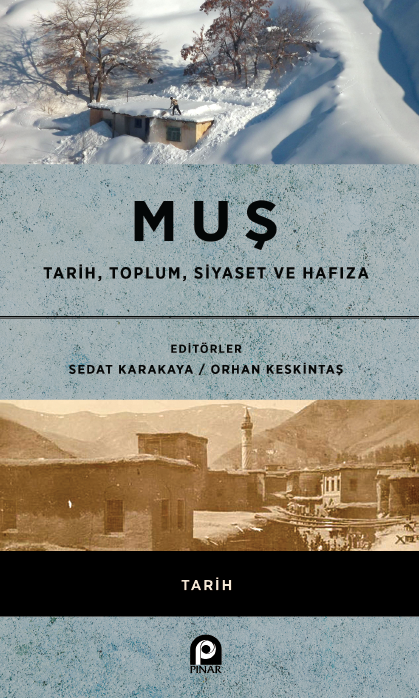 MUŞ
TARİH, TOPLUM, SİYASET VE HAFIZA
EDİTÖRLER
SEDAT KARAKAYA / ORHAN KESKİNTAŞ
TARİH
PINAR